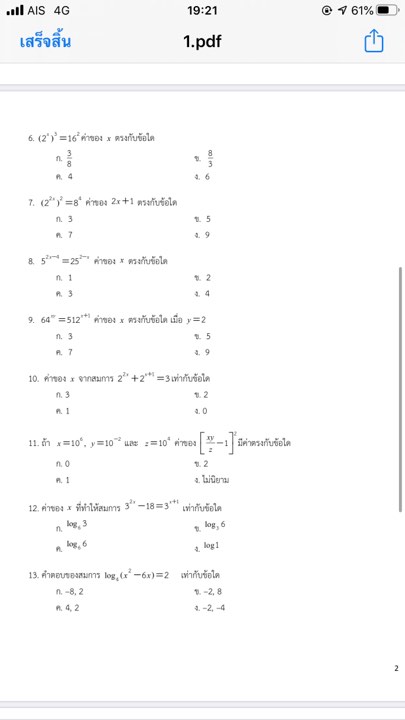 AIS 4G 19:21 61%
เสร็จสิ้น 1.pdf
6. (2^x)^3 = 16^2 ค่าของ x ตรงกับข้อใด
ก. 3/8 ข. 8/3
ค. 4 ง. 6
7. (2^{2x})^2 = 8^4 ค่าของ 2x+1 ตรงกับข้อใด
ก. 3 ข. 5
ค. 7 ง. 9
8. 5^{2x-4} = 25^{2-x} ค่าของ x ตรงกับข้อใด
ก. 1 ข. 2
ค. 3 ง. 4
9. 64^{xy} = 512^{x+1} ค่าของ x ตรงกับข้อใด เมื่อ y = 2
ก. 3 ข. 5
ค. 7 ง. 9
10. ค่าของ x จากสมการ 2^{2x} + 2^{x+1} = 3 เท่ากับข้อใด
ก. 3 ข. 2
ค. 1 ง. 0
11. ถ้า x = 10^6, y = 10^{-2} และ z = 10^4 ค่าของ [xy/z - 1]^2 มีค่าตรงกับข้อใด
ก. 0 ข. 2
ค. 1 ง. ไม่นิยาม
12. ค่าของ x ที่ทำให้สมการ 3^{2x} - 18 = 3^{x+1} เท่ากับข้อใด
ก. log_6 3 ข. log_3 6
ค. log_6 6 ง. log 1
13. คำตอบของสมการ log_4(x^2 - 6x) = 2 เท่ากับข้อใด
ก. -8, 2 ข. -2, 8
ค. 4, 2 ง. -2, -4
2